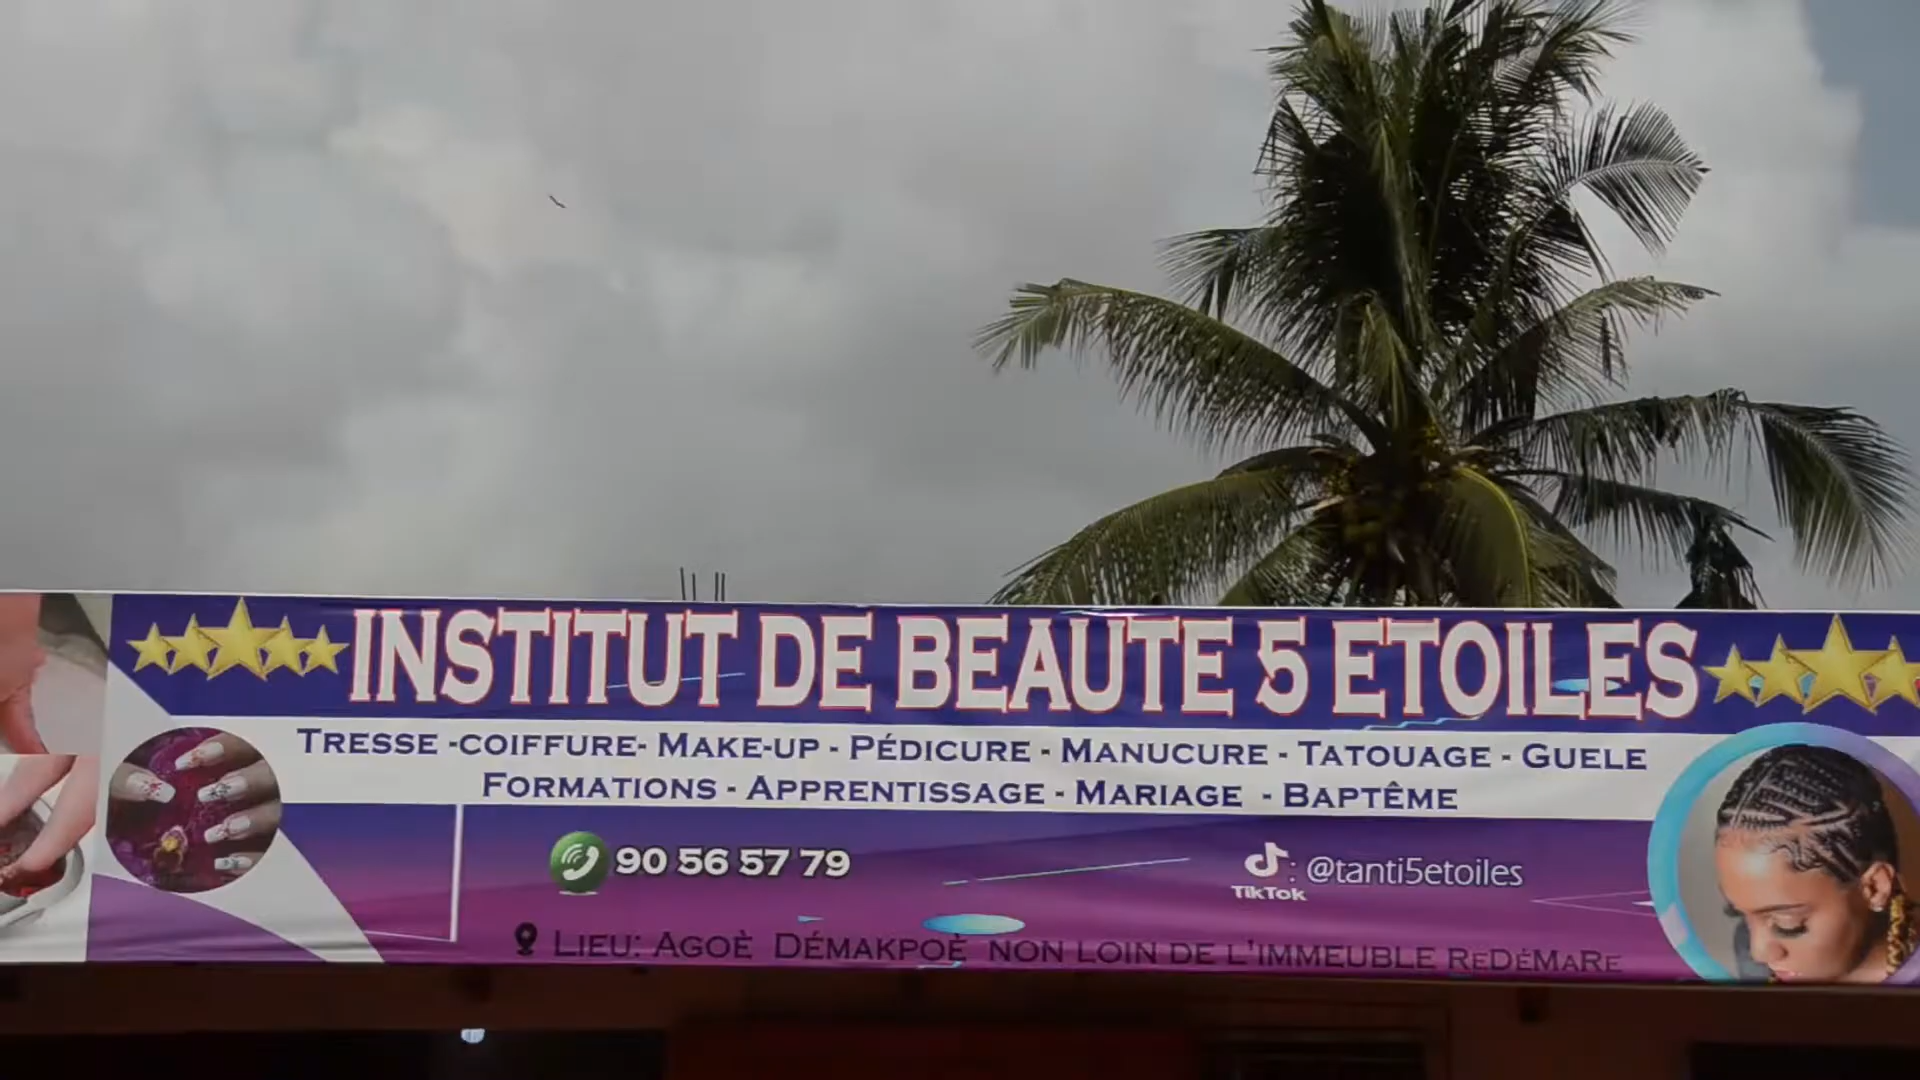 INSTITUT DE BEAUTE 5 ETOILES
TRESSE -COIFFURE- MAKE-UP - PÉDICURE - MANUCURE - TATOUAGE - GUELE
FORMATIONS - APPRENTISSAGE - MARIAGE - BAPTÊME
90 56 57 79
TikTok : @tanti5etoiles
LIEU: AGOÈ DÉMAKPOÈ NON LOIN DE L'IMMEUBLE REDÉMARE